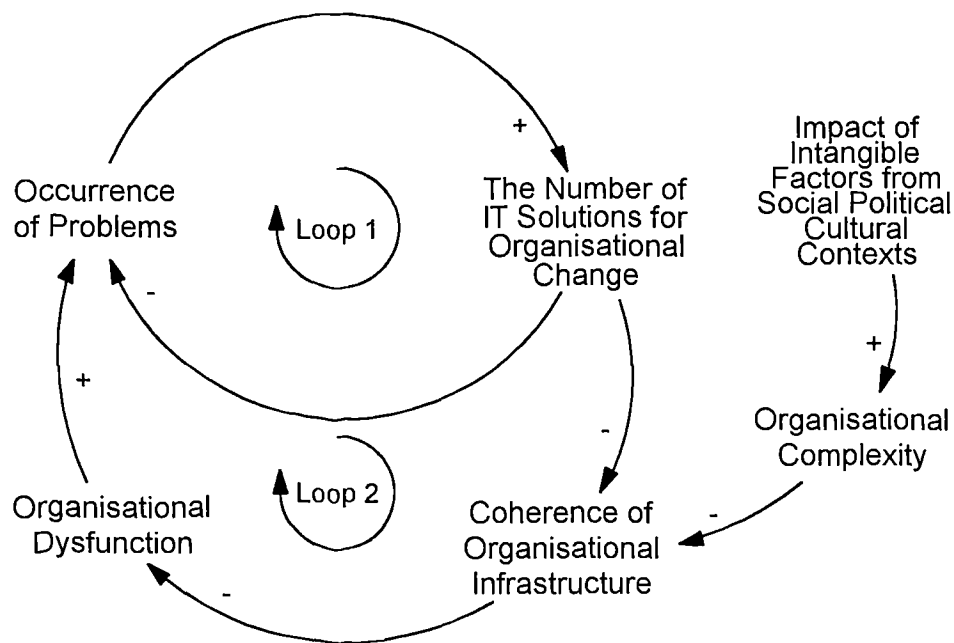 +
Occurrence
of Problems
Loop 1
The Number of
IT Solutions for
Organisational
Change
Impact of
Intangible
Factors from
Social Political
Cultural
Contexts
-
+
+
-
Organisational
Complexity
Loop 2
Organisational
Dysfunction
Coherence of
Organisational
Infrastructure
-
-